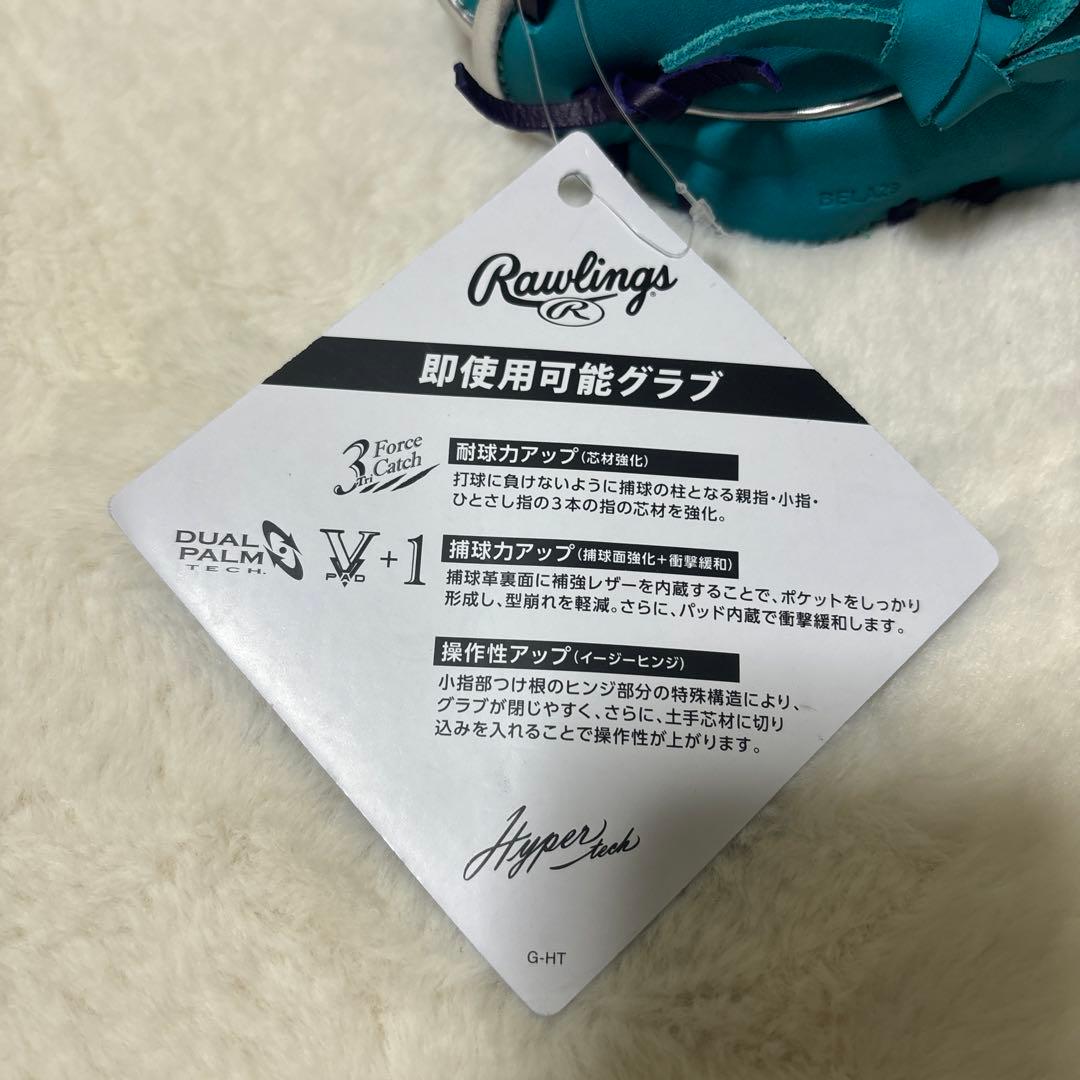 Rawlings
R
即使用可能グラブ
3 Force
Tri Catch
耐球力アップ(芯材強化)
打球に負けないように捕球の柱となる親指・小指・
ひとさし指の3本の指の芯材を強化。
DUAL
PALM
TECH.
V+1
PAD
捕球力アップ(捕球面強化+衝撃緩和)
捕球革裏面に補強レザーを内蔵することで、ポケットをしっかり
形成し、型崩れを軽減。さらに、パッド内蔵で衝撃緩和します。
操作性アップ(イージーヒンジ)
小指部つけ根のヒンジ部分の特殊構造により、
グラブが閉じやすく、さらに、土手芯材に切り
込みを入れることで操作性が上がります。
Hyper tech
G-HT